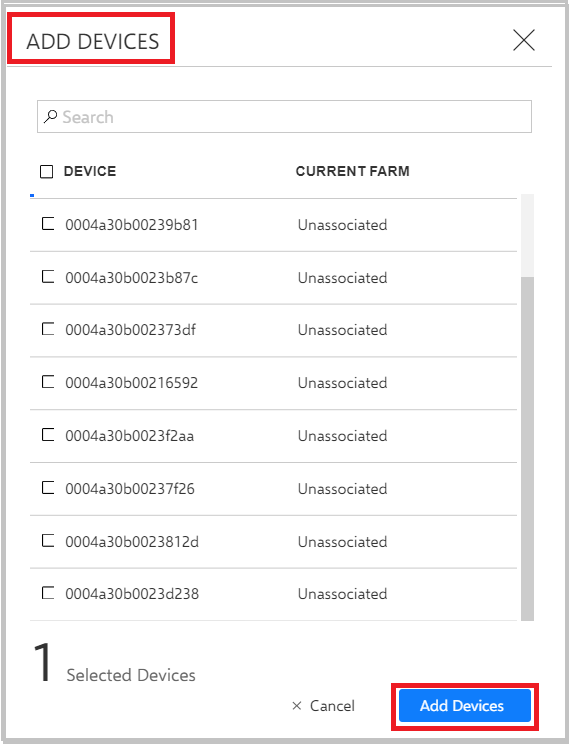 ADD DEVICES
Search
DEVICE CURRENT FARM
0004a30b00239b81 Unassociated
0004a30b0023b87c Unassociated
0004a30b002373df Unassociated
0004a30b00216592 Unassociated
0004a30b0023f2aa Unassociated
0004a30b00237f26 Unassociated
0004a30b0023812d Unassociated
0004a30b0023d238 Unassociated
1 Selected Devices
Cancel Add Devices